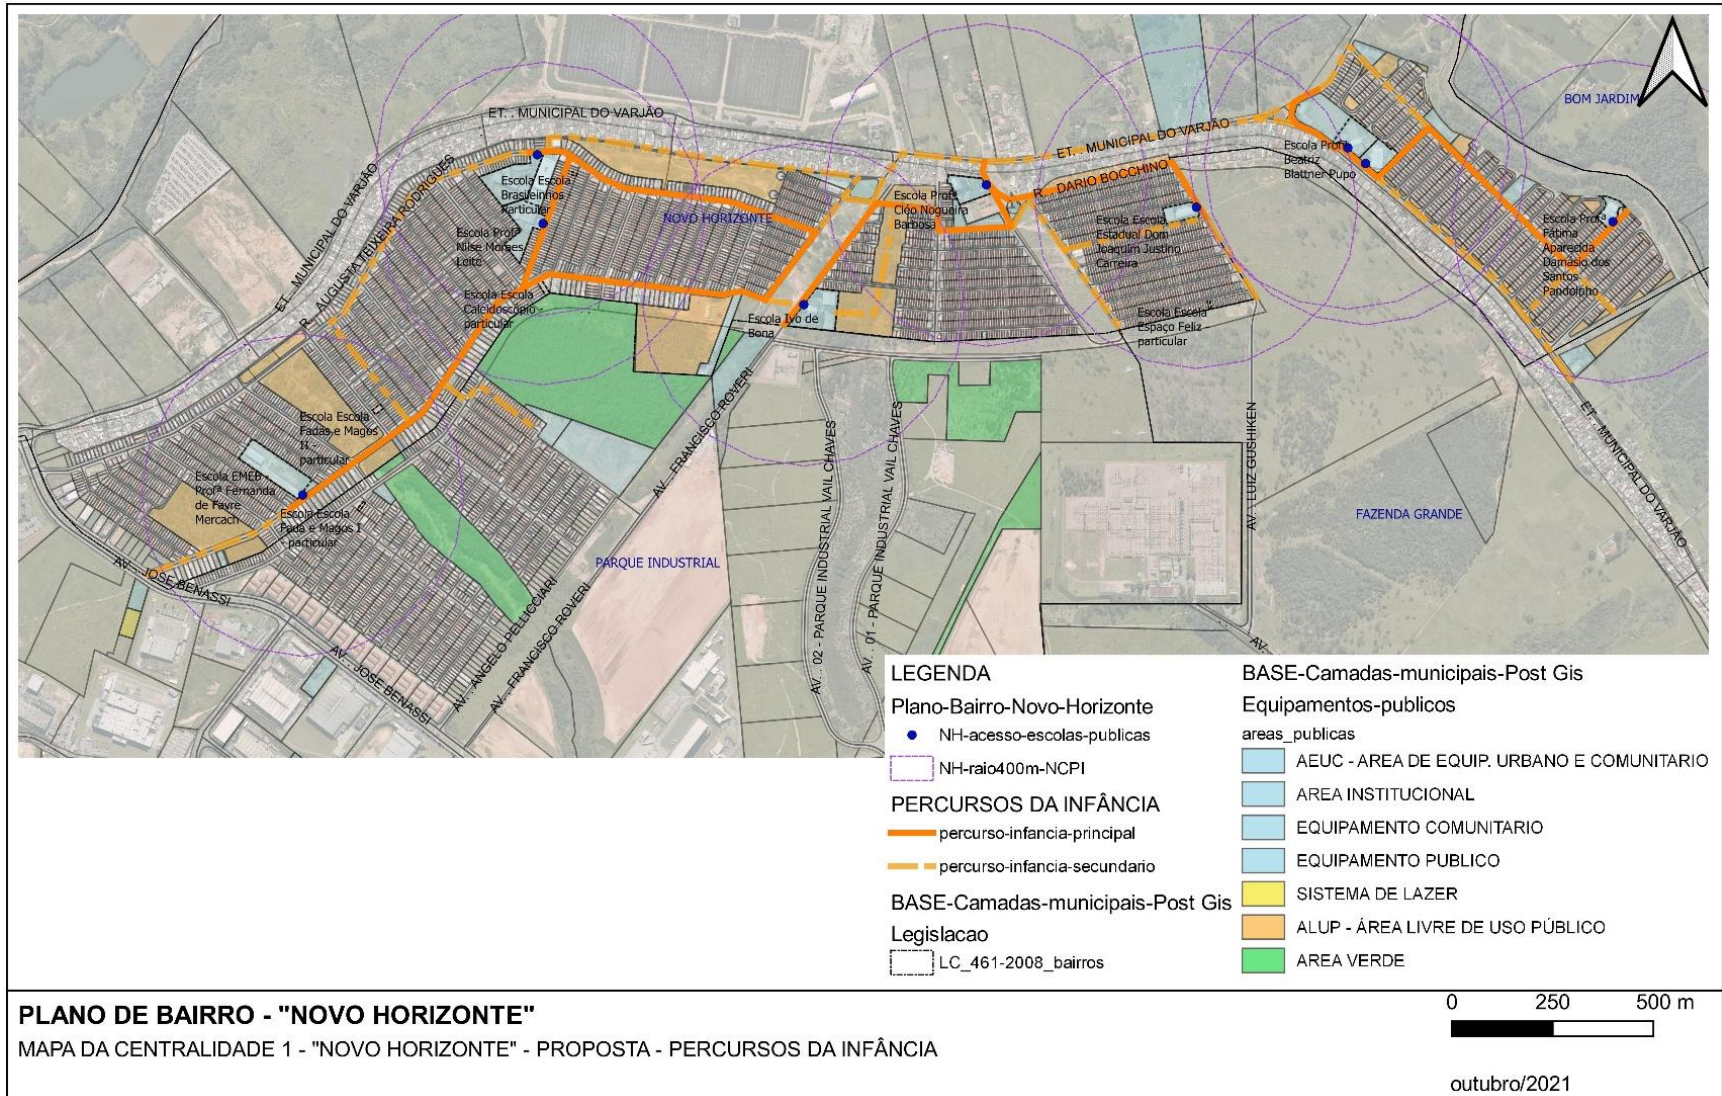 ET. . MUNICIPAL DO VARJÃO
BOM JARDIM
ET. . MUNICIPAL DO VARJÃO
ET. . MUNICIPAL DO VARJÃO
R. . AUGUSTA TEIXEIRA RODRIGUES
R. . DARIO BOCCHINO
Escola Escola
Brasileinhos
Particular
Escola Profª
Nilse Moraes
Leite
NOVO HORIZONTE
Escola Profª
Cléo Nogueira
Barbosa
Escola Escola
Estadual Dom
Joaquim Justino
Carreira
Escola Profª
Beatriz
Blattner Pupo
Escola Profª
Fátima
Aparecida
Damásio dos
Santos
Pandolpho
Escola Escola
Caleidoscópio -
particular
Escola Ivo de
Bona
Escola Escola
Espaço Feliz -
particular
Escola Escola
Fadas e Magos
II -
particular
Escola EMEB
Profª Fernanda
de Favre
Mercach
Escola Escola
Fada e Magos I
- particular
AV. . FRANCISCO ROVERI
AV. . 02 - PARQUE INDUSTRIAL VAIL CHAVES
AV. . 01 - PARQUE INDUSTRIAL VAIL CHAVES
AV. . LUIZ GUSHIKEN
FAZENDA GRANDE
ET. . MUNICIPAL DO VARJÃO
PARQUE INDUSTRIAL
AV. . JOSE BENASSI
AV. . JOSE BENASSI
AV. . ANGELO PELLICCIARI
AV. . FRANCISCO ROVERI
AV.
LEGENDA
Plano-Bairro-Novo-Horizonte
NH-acesso-escolas-publicas
NH-raio400m-NCPI
PERCURSOS DA INFÂNCIA
percurso-infancia-principal
percurso-infancia-secundario
BASE-Camadas-municipais-Post Gis
Legislacao
LC_461-2008_bairros
BASE-Camadas-municipais-Post Gis
Equipamentos-publicos
areas_publicas
AEUC - AREA DE EQUIP. URBANO E COMUNITARIO
AREA INSTITUCIONAL
EQUIPAMENTO COMUNITARIO
EQUIPAMENTO PUBLICO
SISTEMA DE LAZER
ALUP - ÁREA LIVRE DE USO PÚBLICO
AREA VERDE
PLANO DE BAIRRO - "NOVO HORIZONTE"
MAPA DA CENTRALIDADE 1 - "NOVO HORIZONTE" - PROPOSTA - PERCURSOS DA INFÂNCIA
0 250 500 m
outubro/2021